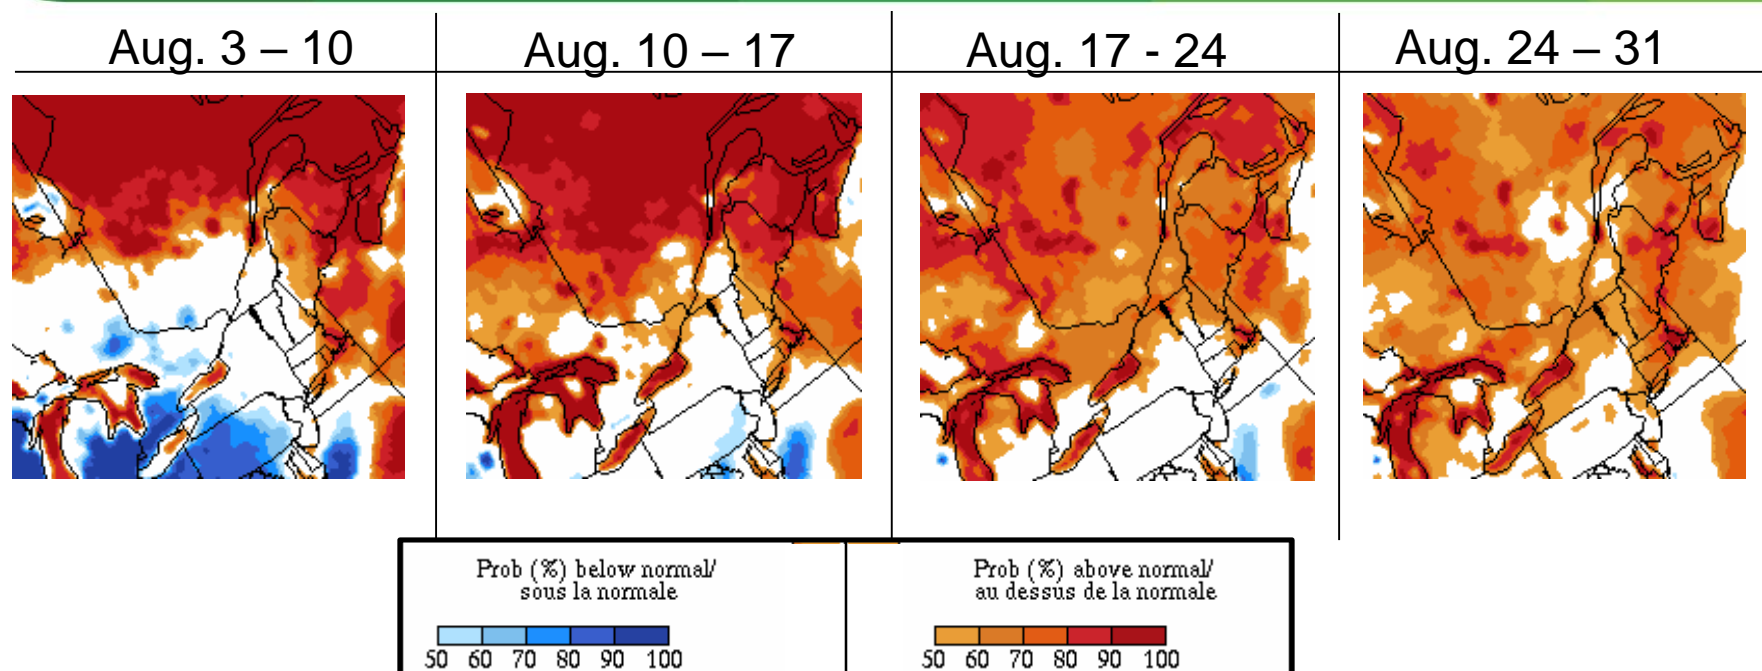 Aug. 3 – 10
Aug. 10 – 17
Aug. 17 - 24
Aug. 24 – 31
Prob (%) below normal/
sous la normale
50 60 70 80 90 100
Prob (%) above normal/
au dessus de la normale
50 60 70 80 90 100